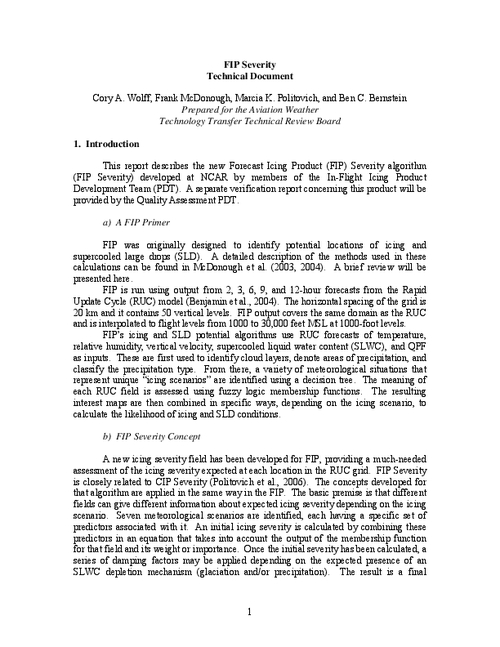 FIP Severity
Technical Document
Cory A. Wolff, Frank McDonough, Marcia K. Politovich, and Ben C. Bernstein
Prepared for the Aviation Weather
Technology Transfer Technical Review Board
1. Introduction
This report describes the new Forecast Icing Product (FIP) Severity algorithm
(FIP Severity) developed at NCAR by members of the In-Flight Icing Product
Development Team (PDT). A separate verification report concerning this product will be
provided by the Quality Assessment PDT.
a) A FIP Primer
FIP was originally designed to identify potential locations of icing and
supercooled large drops (SLD). A detailed description of the methods used in these
calculations can be found in McDonough et al. (2003, 2004). A brief review will be
presented here.
FIP is run using output from 2, 3, 6, 9, and 12-hour forecasts from the Rapid
Update Cycle (RUC) model (Benjamin et al., 2004). The horizontal spacing of the grid is
20 km and it contains 50 vertical levels. FIP output covers the same domain as the RUC
and is interpolated to flight levels from 1000 to 30,000 feet MSL at 1000-foot levels.
FIP's icing and SLD potential algorithms use RUC forecasts of temperature,
relative humidity, vertical velocity, supercooled liquid water content (SLWC), and QPF
as inputs. These are first used to identify cloud layers, denote areas of precipitation, and
classify the precipitation type. From there, a variety of meteorological situations that
represent unique "icing scenarios" are identified using a decision tree. The meaning of
each RUC field is assessed using fuzzy logic membership functions. The resulting
interest maps are then combined in specific ways, depending on the icing scenario, to
calculate the likelihood of icing and SLD conditions.
b) FIP Severity Concept
A new icing severity field has been developed for FIP, providing a much-needed
assessment of the icing severity expected at each location in the RUC grid. FIP Severity
is closely related to CIP Severity (Politovich et al., 2006). The concepts developed for
that algorithm are applied in the same way in the FIP. The basic premise is that different
fields can give different information about expected icing severity depending on the icing
scenario. Seven meteorological scenarios are identified, each having a specific set of
predictors associated with it. An initial icing severity is calculated by combining these
predictors in an equation that takes into account the output of the membership function
for that field and its weight or importance. Once the initial severity has been calculated, a
series of damping factors may be applied depending on the expected presence of an
SLWC depletion mechanism (glaciation and/or precipitation). The result is a final
1